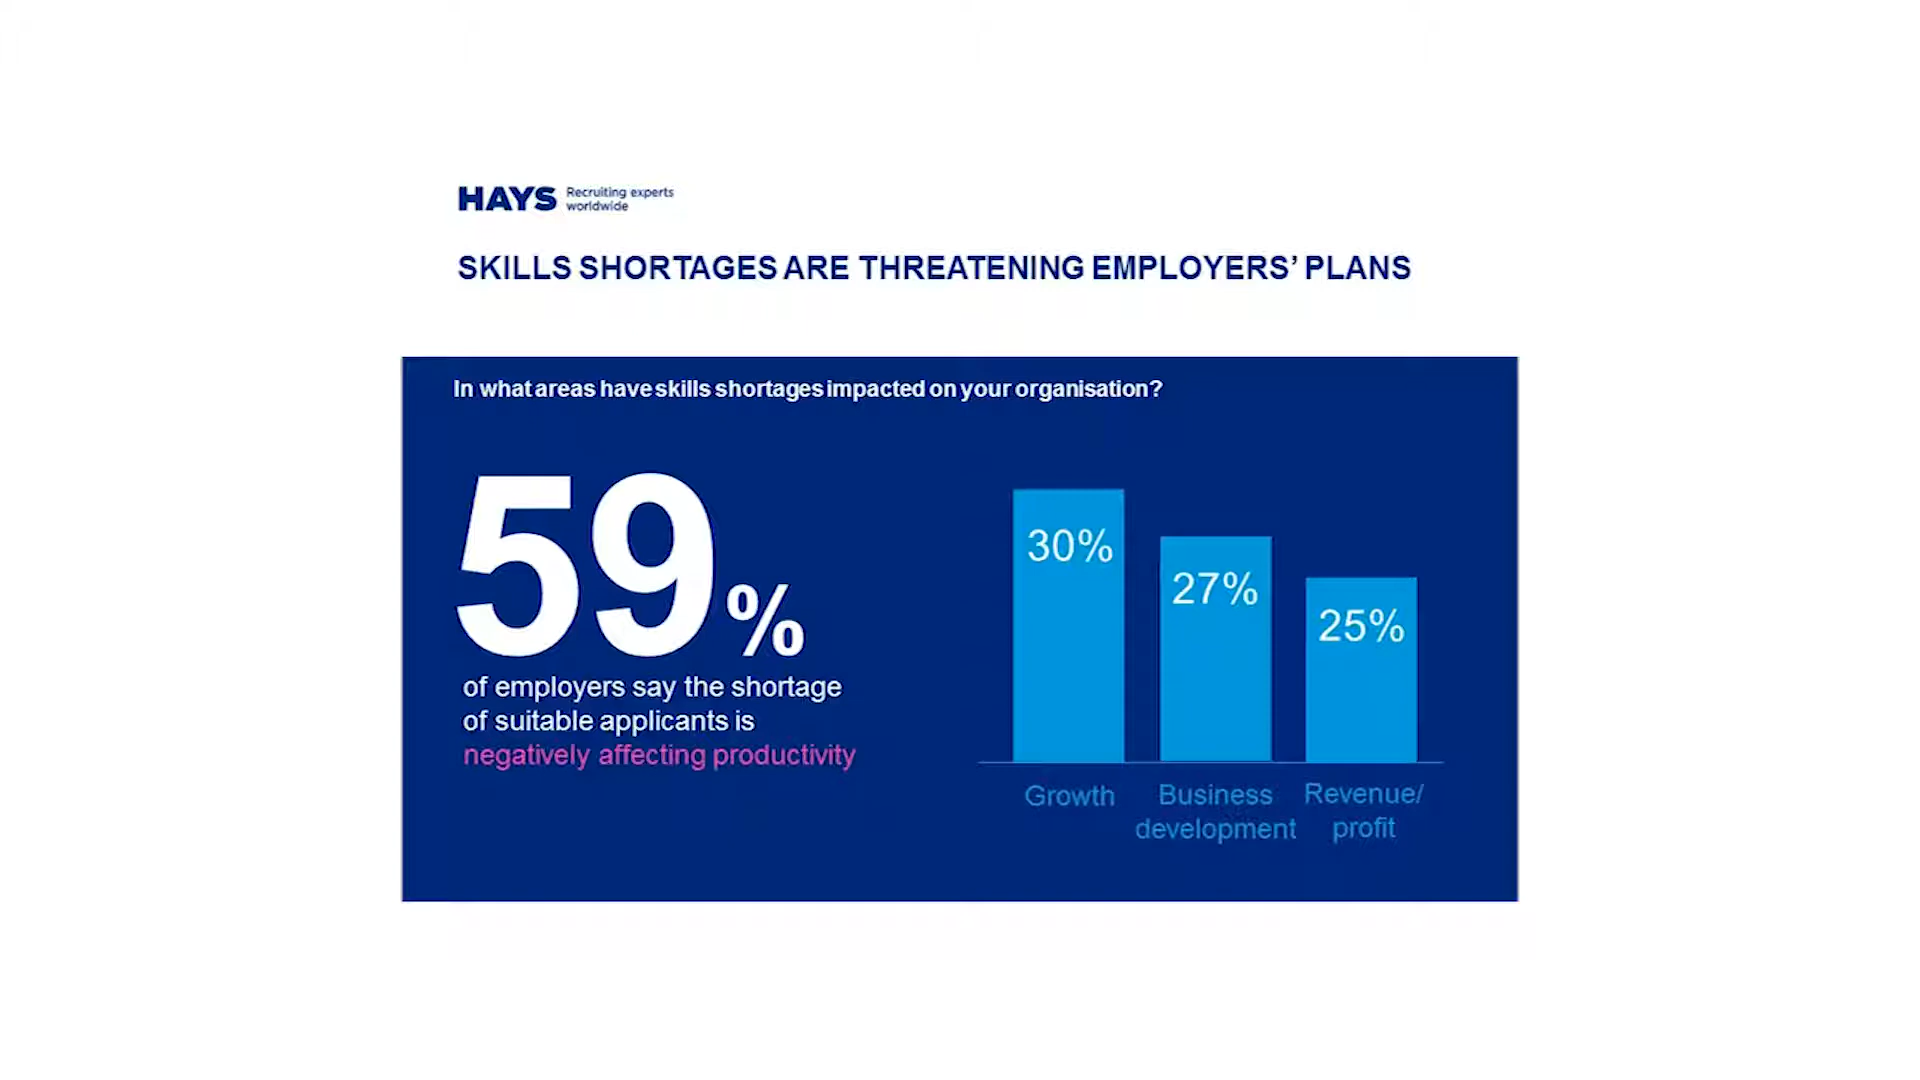 HAYS Recruiting experts
worldwide
SKILLS SHORTAGES ARE THREATENING EMPLOYERS’ PLANS
In what areas have skills shortages impacted on your organisation?
59%
of employers say the shortage
of suitable applicants is
negatively affecting productivity
30%
27%
25%
Growth
Business
development
Revenue/
profit